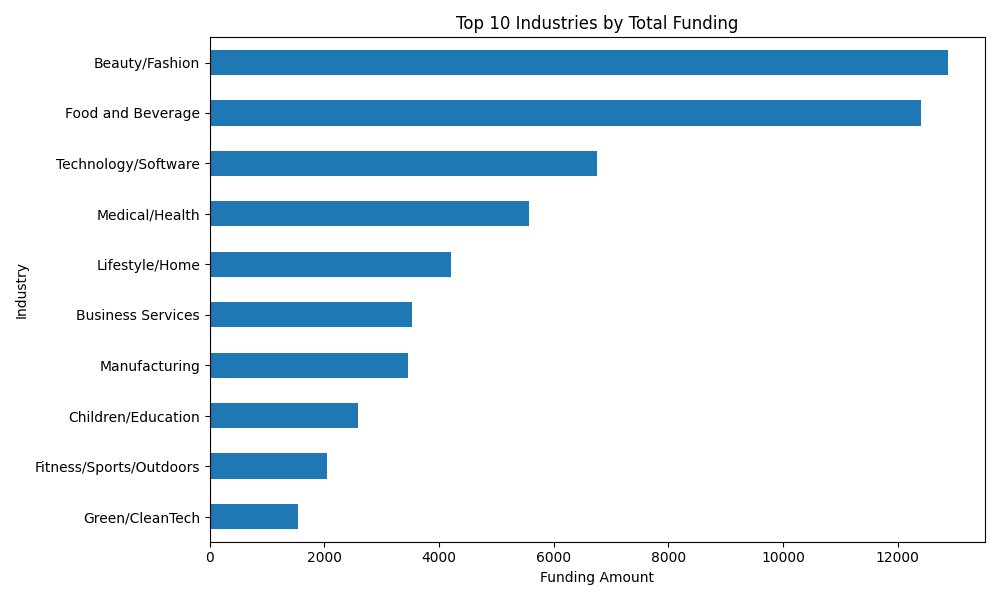 Top 10 Industries by Total Funding
Beauty/Fashion
Food and Beverage
Technology/Software
Medical/Health
Lifestyle/Home
Business Services
Manufacturing
Children/Education
Fitness/Sports/Outdoors
Green/CleanTech
Industry
0 2000 4000 6000 8000 10000 12000
Funding Amount